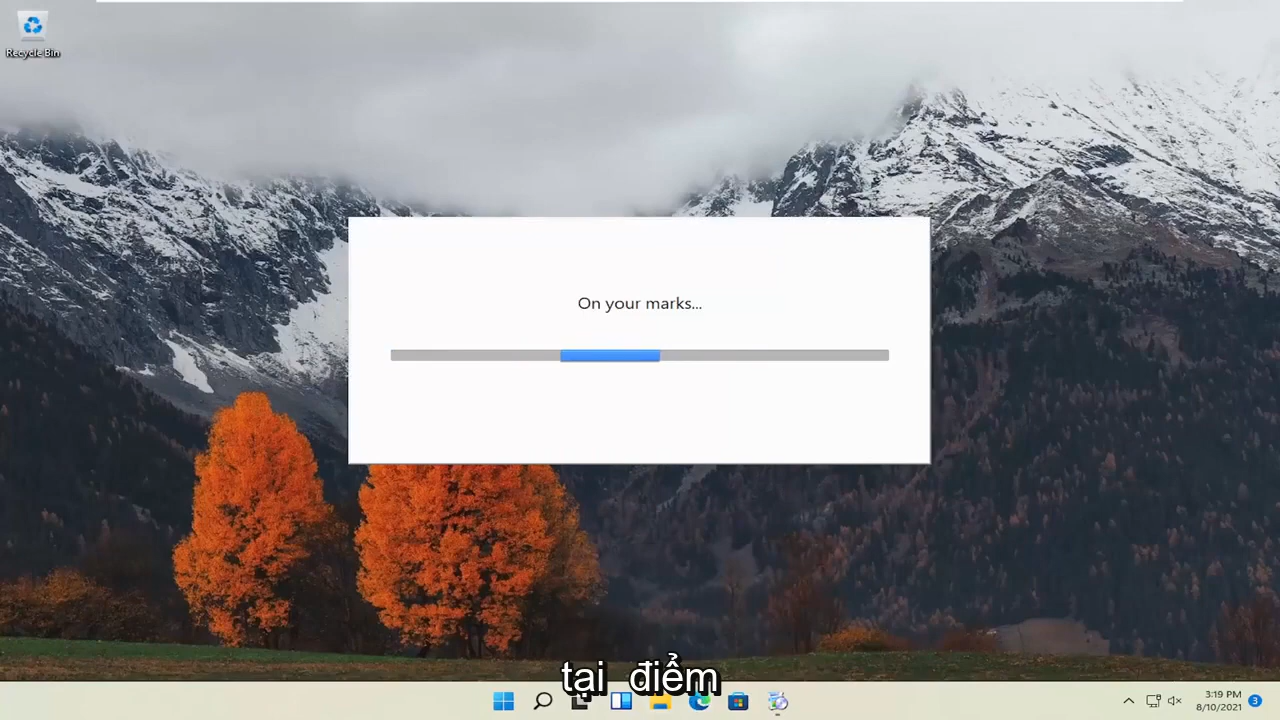 Recycle Bin
On your marks...
tại điểm
3:19 PM
8/10/2021
3